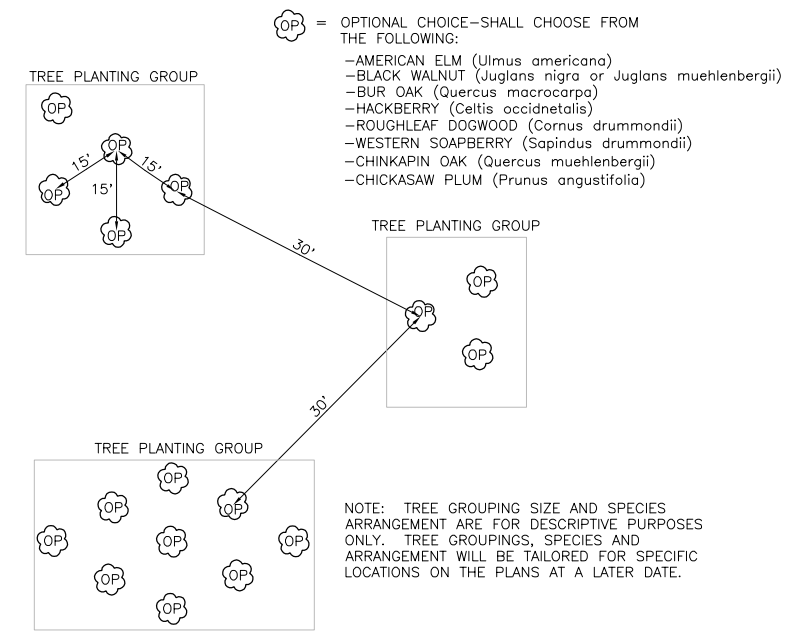 OP = OPTIONAL CHOICE-SHALL CHOOSE FROM
THE FOLLOWING:
-AMERICAN ELM (Ulmus americana)
-BLACK WALNUT (Juglans nigra or Juglans muehlenbergii)
-BUR OAK (Quercus macrocarpa)
-HACKBERRY (Celtis occidnetalis)
-ROUGHLEAF DOGWOOD (Cornus drummondii)
-WESTERN SOAPBERRY (Sapindus drummondii)
-CHINKAPIN OAK (Quercus muehlenbergii)
-CHICKASAW PLUM (Prunus angustifolia)
TREE PLANTING GROUP
OP
OP
15'
15'
OP
15'
OP
OP
30'
TREE PLANTING GROUP
OP
OP
OP
30'
TREE PLANTING GROUP
OP
OP
OP
OP
OP
OP
OP
OP
OP
NOTE: TREE GROUPING SIZE AND SPECIES
ARRANGEMENT ARE FOR DESCRIPTIVE PURPOSES
ONLY. TREE GROUPINGS, SPECIES AND
ARRANGEMENT WILL BE TAILORED FOR SPECIFIC
LOCATIONS ON THE PLANS AT A LATER DATE.